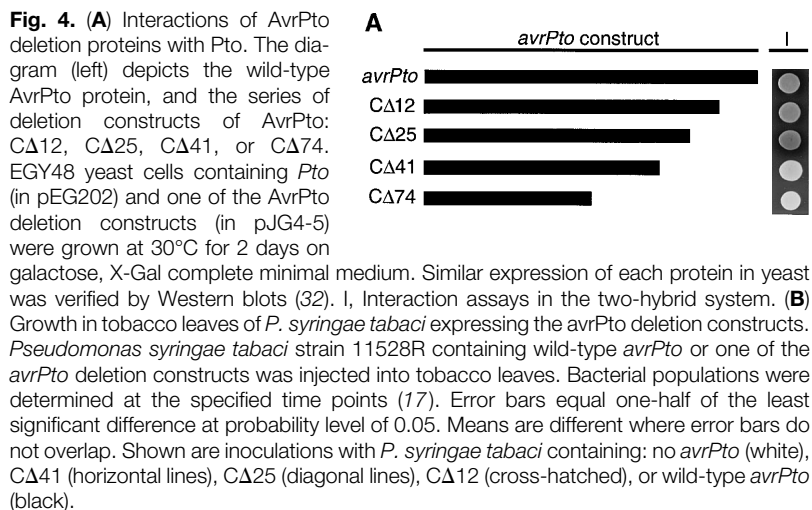 Fig. 4. (A) Interactions of AvrPto
deletion proteins with Pto. The dia-
gram (left) depicts the wild-type
AvrPto protein, and the series of
deletion constructs of AvrPto:
CΔ12, CΔ25, CΔ41, or CΔ74.
EGY48 yeast cells containing Pto
(in pEG202) and one of the AvrPto
deletion constructs (in pJG4-5)
were grown at 30°C for 2 days on
galactose, X-Gal complete minimal medium. Similar expression of each protein in yeast
was verified by Western blots (32). I, Interaction assays in the two-hybrid system. (B)
Growth in tobacco leaves of P. syringae tabaci expressing the avrPto deletion constructs.
Pseudomonas syringae tabaci strain 11528R containing wild-type avrPto or one of the
avrPto deletion constructs was injected into tobacco leaves. Bacterial populations were
determined at the specified time points (17). Error bars equal one-half of the least
significant difference at probability level of 0.05. Means are different where error bars do
not overlap. Shown are inoculations with P. syringae tabaci containing: no avrPto (white),
CΔ41 (horizontal lines), CΔ25 (diagonal lines), CΔ12 (cross-hatched), or wild-type avrPto
(black).
A
avrPto construct I
avrPto
CΔ12
CΔ25
CΔ41
CΔ74